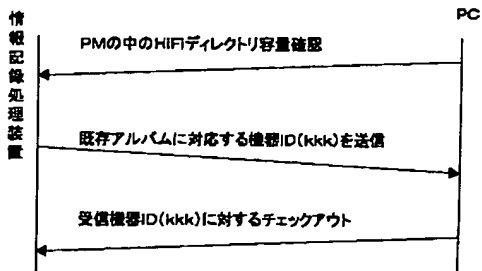 情報記録処理装置
PC
PMの中のHIFIディレクトリ容量確認
既存アルバムに対応する機器ID(kkk)を送信
受信機器ID(kkk)に対するチェックアウト